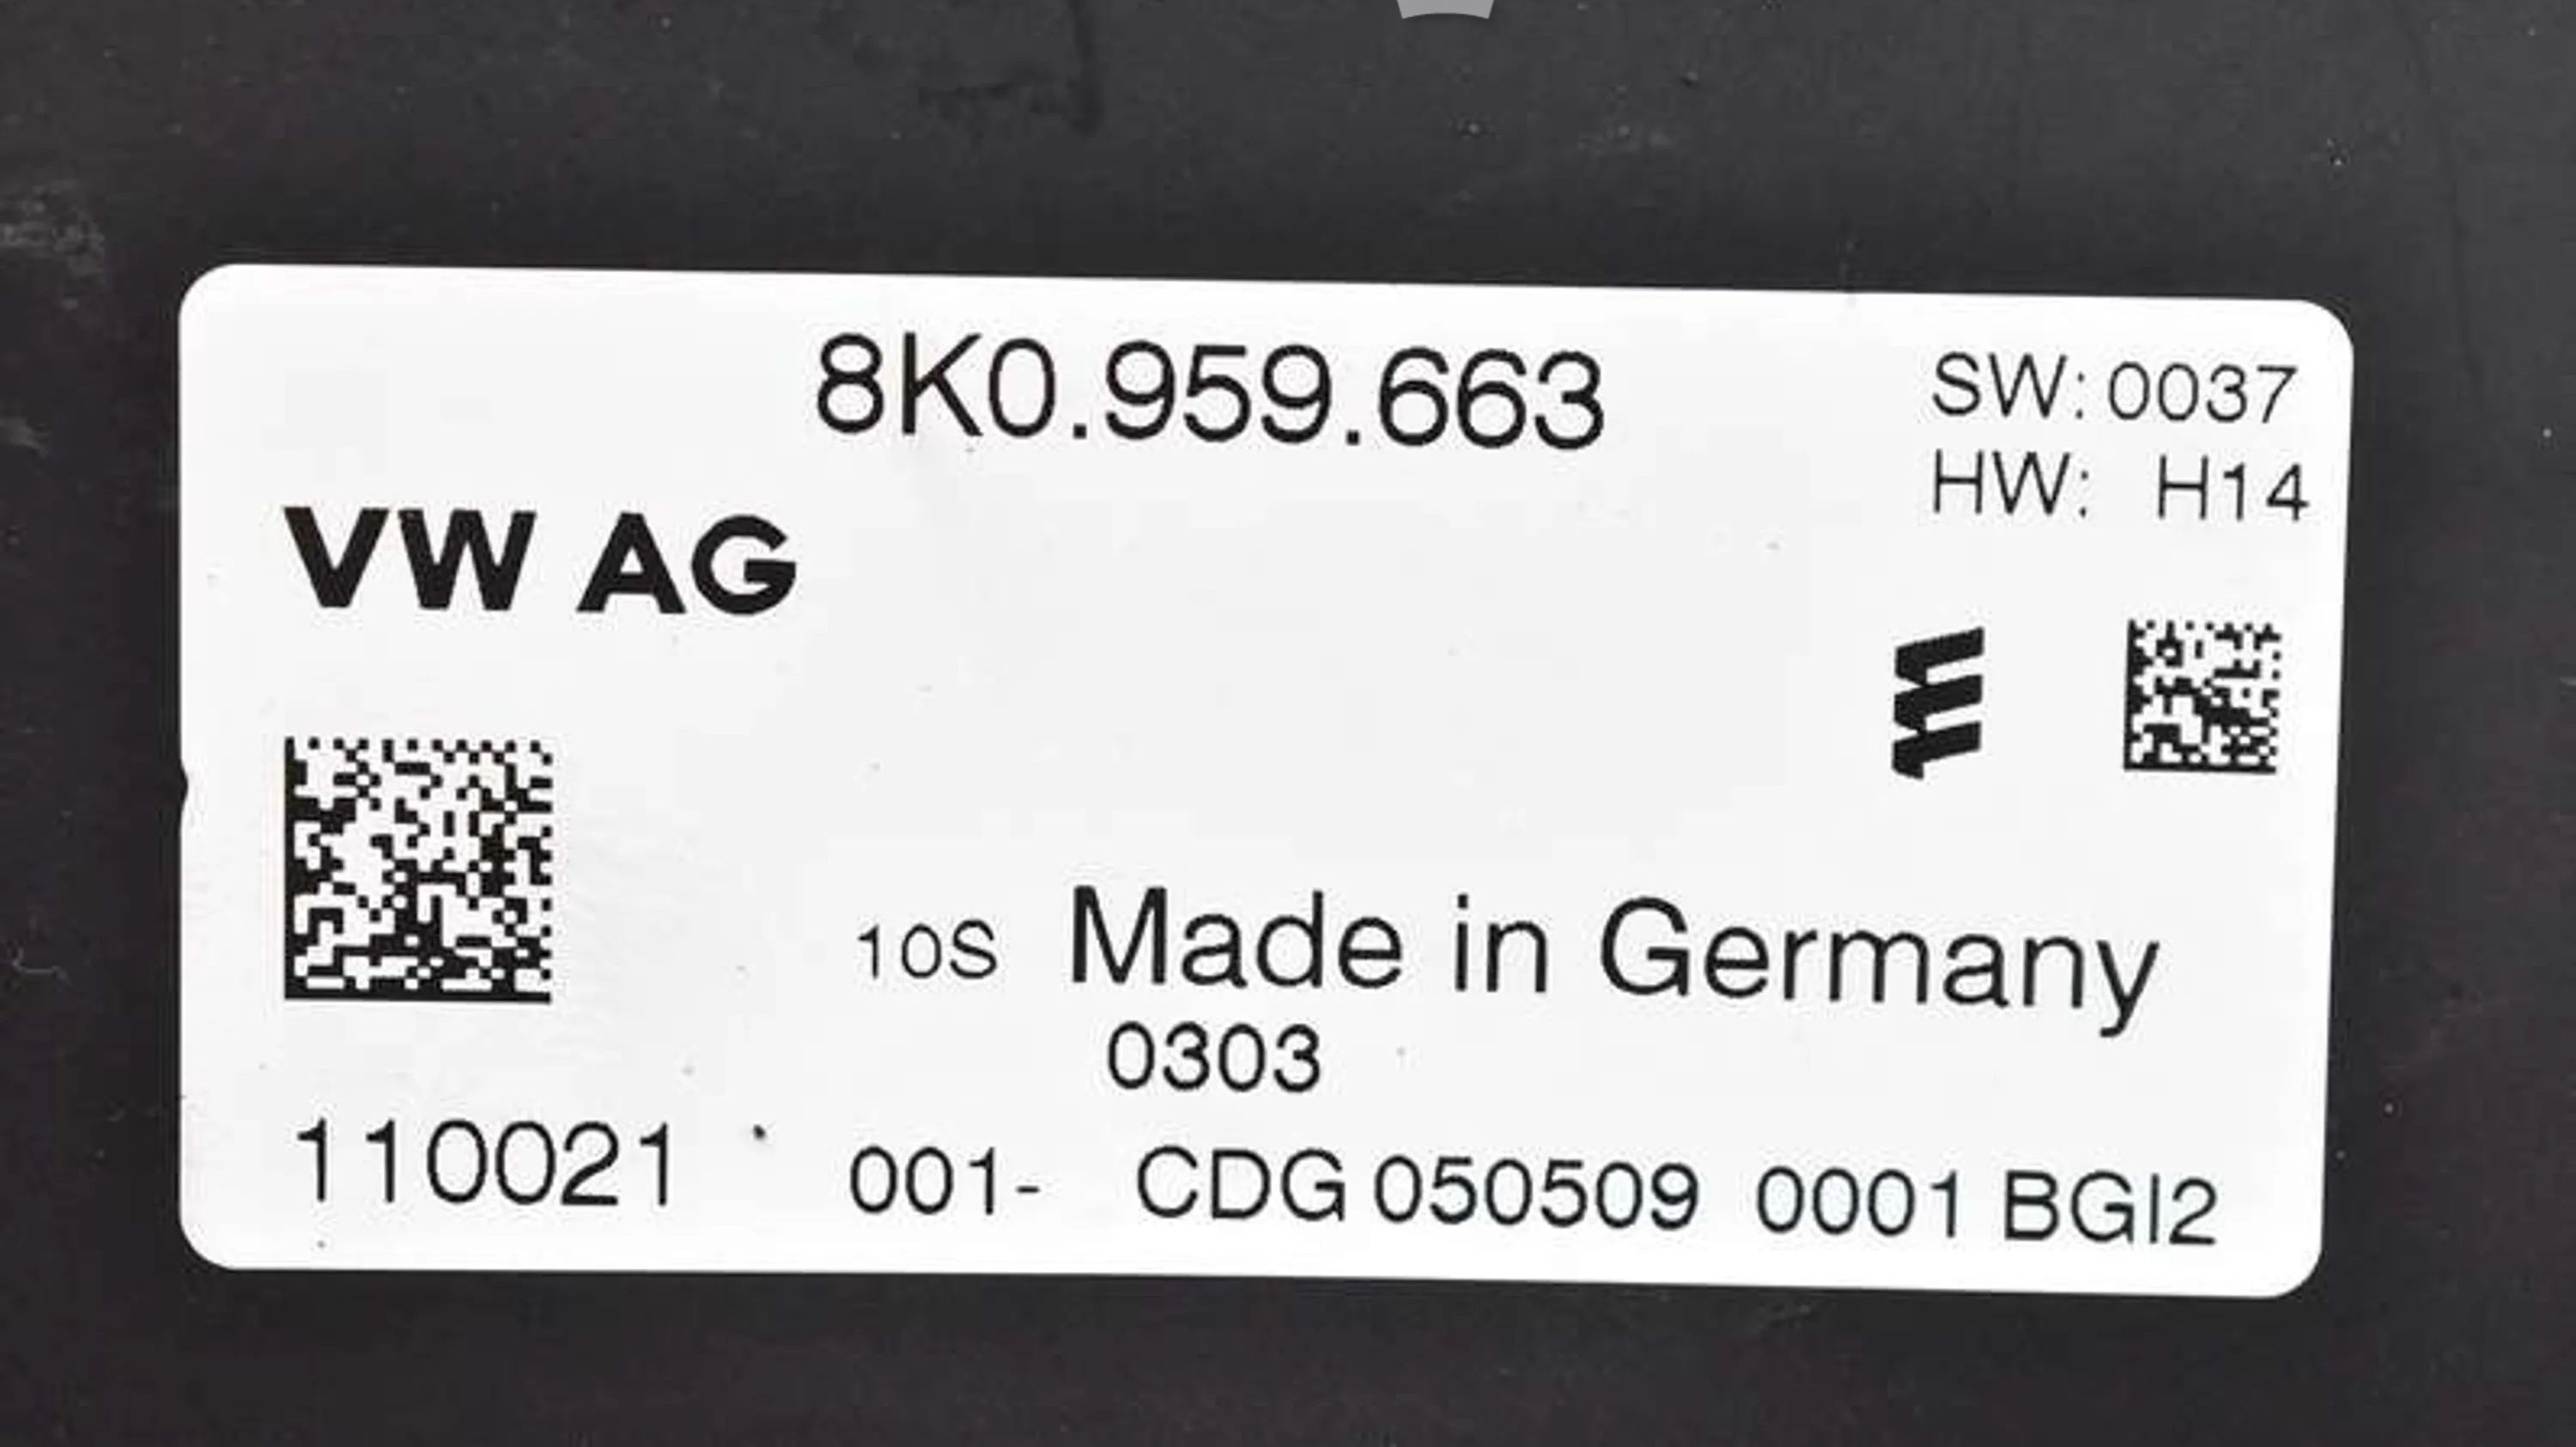 8K0.959.663
SW: 0037
HW: H14
VW AG
10S Made in Germany
0303
110021 001- CDG 050509 0001 BGI2